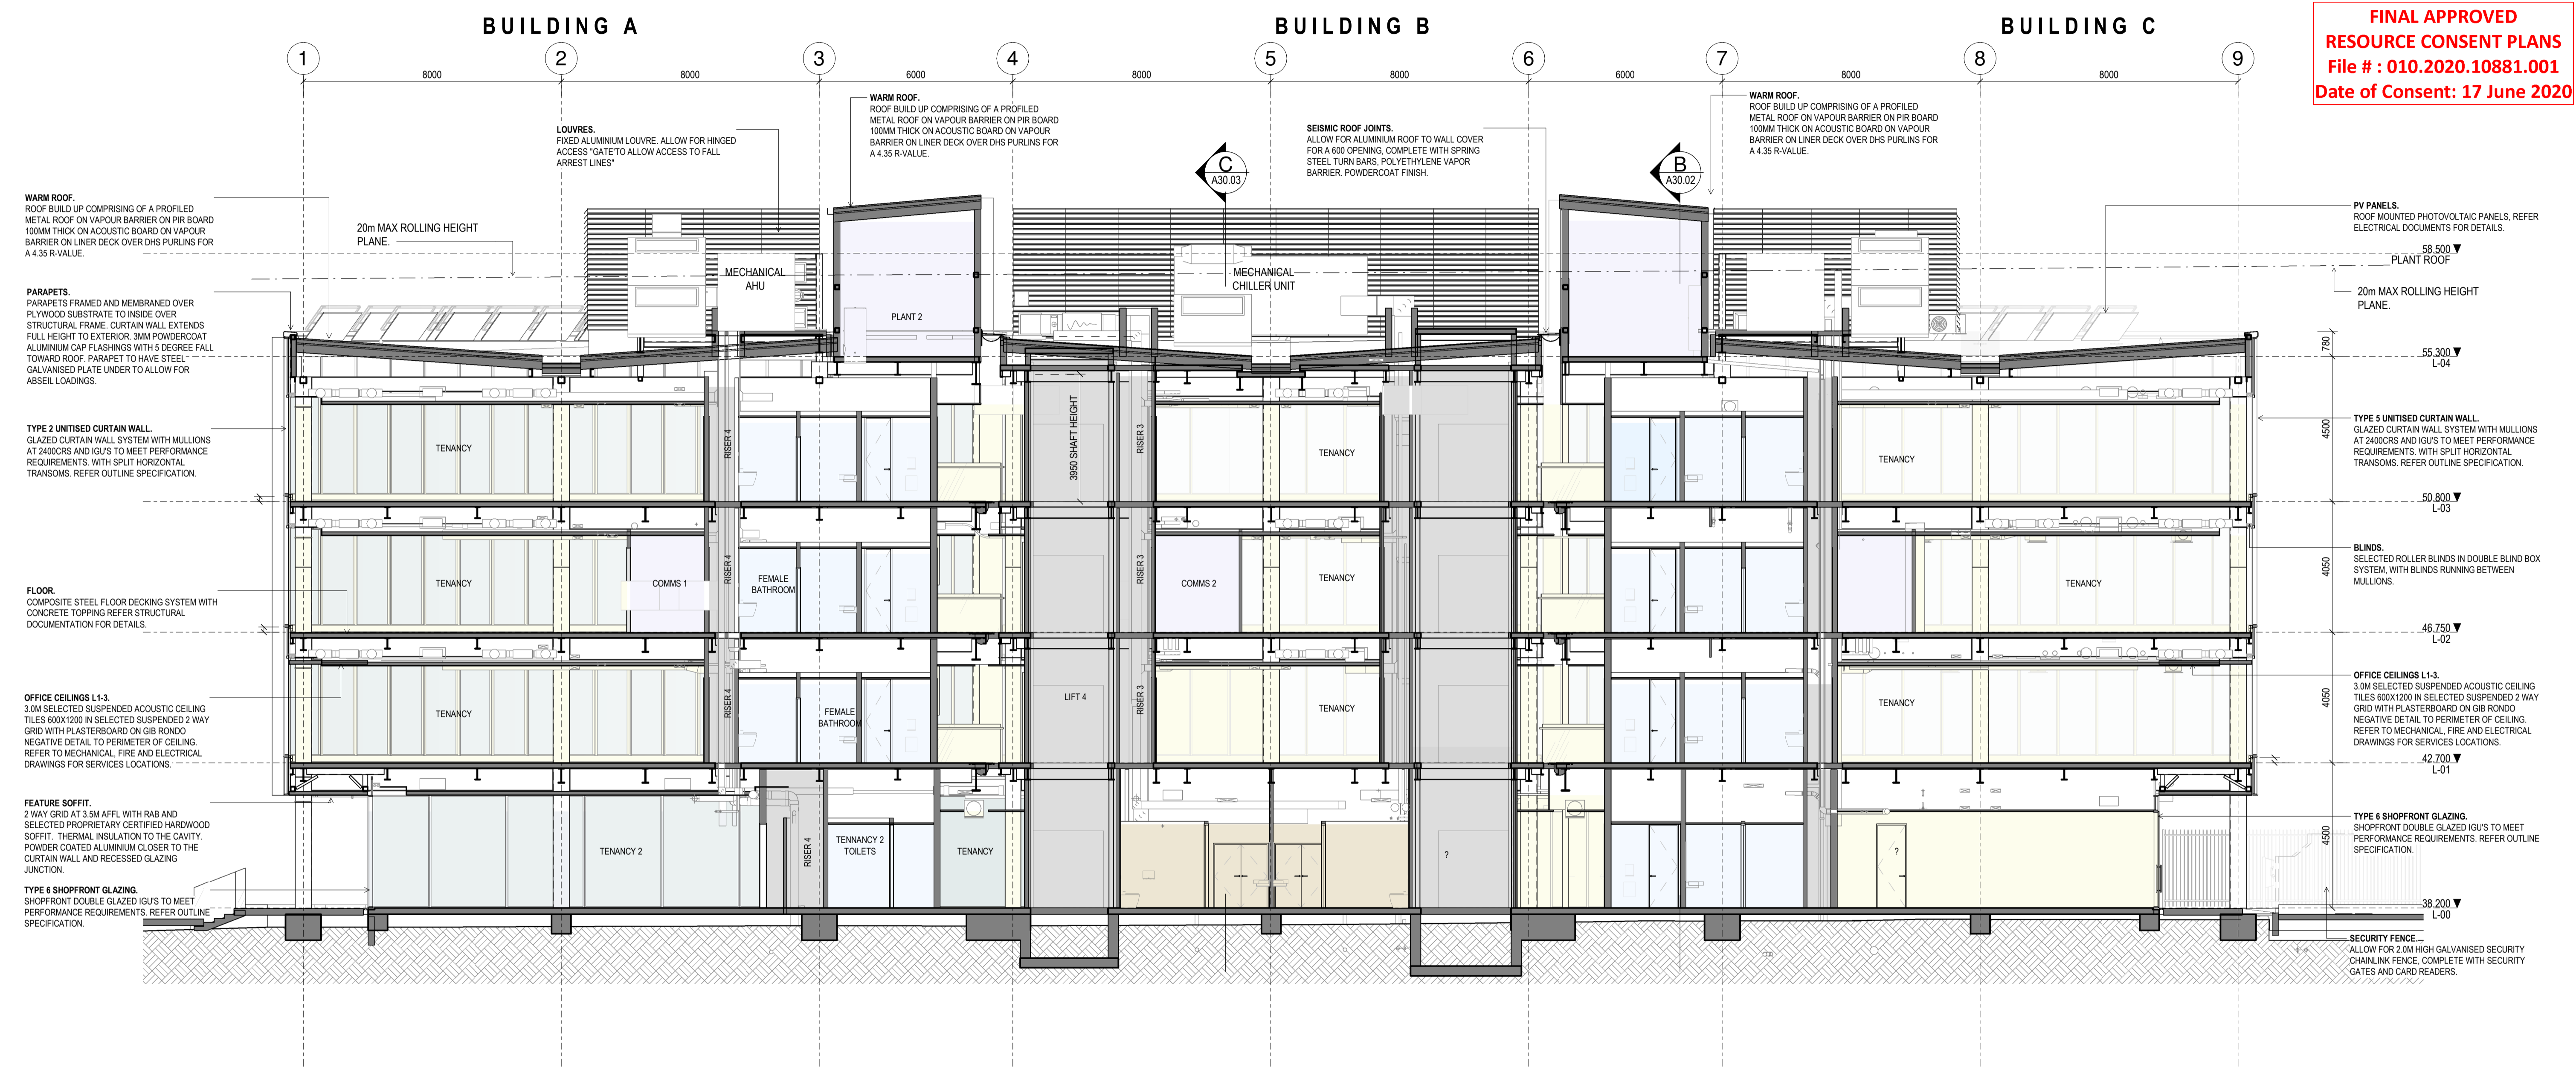 BUILDING A
BUILDING B
BUILDING C
FINAL APPROVED
RESOURCE CONSENT PLANS
File # : 010.2020.10881.001
Date of Consent: 17 June 2020
1
2
3
4
5
6
7
8
9
8000
8000
6000
8000
8000
6000
8000
8000
WARM ROOF.
ROOF BUILD UP COMPRISING OF A PROFILED
METAL ROOF ON VAPOUR BARRIER ON PIR BOARD
100MM THICK ON ACOUSTIC BOARD ON VAPOUR
BARRIER ON LINER DECK OVER DHS PURLINS FOR
A 4.35 R-VALUE.
WARM ROOF.
ROOF BUILD UP COMPRISING OF A PROFILED
METAL ROOF ON VAPOUR BARRIER ON PIR BOARD
100MM THICK ON ACOUSTIC BOARD ON VAPOUR
BARRIER ON LINER DECK OVER DHS PURLINS FOR
A 4.35 R-VALUE.
LOUVRES.
FIXED ALUMINIUM LOUVRE. ALLOW FOR HINGED
ACCESS "GATE'TO ALLOW ACCESS TO FALL
ARREST LINES"
SEISMIC ROOF JOINTS.
ALLOW FOR ALUMINIUM ROOF TO WALL COVER
FOR A 600 OPENING, COMPLETE WITH SPRING
STEEL TURN BARS, POLYETHYLENE VAPOR
BARRIER. POWDERCOAT FINISH.
C
A30.03
B
A30.02
WARM ROOF.
ROOF BUILD UP COMPRISING OF A PROFILED
METAL ROOF ON VAPOUR BARRIER ON PIR BOARD
100MM THICK ON ACOUSTIC BOARD ON VAPOUR
BARRIER ON LINER DECK OVER DHS PURLINS FOR
A 4.35 R-VALUE.
20m MAX ROLLING HEIGHT
PLANE.
PV PANELS.
ROOF MOUNTED PHOTOVOLTAIC PANELS, REFER
ELECTRICAL DOCUMENTS FOR DETAILS.
58.500
PLANT ROOF
20m MAX ROLLING HEIGHT
PLANE.
MECHANICAL
AHU
PLANT 2
MECHANICAL
CHILLER UNIT
PARAPETS.
PARAPETS FRAMED AND MEMBRANED OVER
PLYWOOD SUBSTRATE TO INSIDE OVER
STRUCTURAL FRAME. CURTAIN WALL EXTENDS
FULL HEIGHT TO EXTERIOR. 3MM POWDERCOAT
ALUMINIUM CAP FLASHINGS WITH 5 DEGREE FALL
TOWARD ROOF. PARAPET TO HAVE STEEL
GALVANISED PLATE UNDER TO ALLOW FOR
ABSEIL LOADINGS.
780
55.300
L-04
TYPE 2 UNITISED CURTAIN WALL.
GLAZED CURTAIN WALL SYSTEM WITH MULLIONS
AT 2400CRS AND IGU'S TO MEET PERFORMANCE
REQUIREMENTS. WITH SPLIT HORIZONTAL
TRANSOMS. REFER OUTLINE SPECIFICATION.
TENANCY
RISER 4
3950 SHAFT HEIGHT
RISER 3
TENANCY
TENANCY
4500
TYPE 5 UNITISED CURTAIN WALL.
GLAZED CURTAIN WALL SYSTEM WITH MULLIONS
AT 2400CRS AND IGU'S TO MEET PERFORMANCE
REQUIREMENTS. WITH SPLIT HORIZONTAL
TRANSOMS. REFER OUTLINE SPECIFICATION.
50.800
L-03
BLINDS.
SELECTED ROLLER BLINDS IN DOUBLE BLIND BOX
SYSTEM, WITH BLINDS RUNNING BETWEEN
MULLIONS.
FLOOR.
COMPOSITE STEEL FLOOR DECKING SYSTEM WITH
CONCRETE TOPPING REFER STRUCTURAL
DOCUMENTATION FOR DETAILS.
TENANCY
COMMS 1
RISER 4
FEMALE
BATHROOM
RISER 3
COMMS 2
TENANCY
TENANCY
4050
46.750
L-02
OFFICE CEILINGS L1-3.
3.0M SELECTED SUSPENDED ACOUSTIC CEILING
TILES 600X1200 IN SELECTED SUSPENDED 2 WAY
GRID WITH PLASTERBOARD ON GIB RONDO
NEGATIVE DETAIL TO PERIMETER OF CEILING.
REFER TO MECHANICAL, FIRE AND ELECTRICAL
DRAWINGS FOR SERVICES LOCATIONS.
TENANCY
RISER 4
FEMALE
BATHROOM
LIFT 4
RISER 3
TENANCY
TENANCY
4050
OFFICE CEILINGS L1-3.
3.0M SELECTED SUSPENDED ACOUSTIC CEILING
TILES 600X1200 IN SELECTED SUSPENDED 2 WAY
GRID WITH PLASTERBOARD ON GIB RONDO
NEGATIVE DETAIL TO PERIMETER OF CEILING.
REFER TO MECHANICAL, FIRE AND ELECTRICAL
DRAWINGS FOR SERVICES LOCATIONS.
42.700
L-01
FEATURE SOFFIT.
2 WAY GRID AT 3.5M AFFL WITH RAB AND
SELECTED PROPRIETARY CERTIFIED HARDWOOD
SOFFIT. THERMAL INSULATION TO THE CAVITY.
POWDER COATED ALUMINIUM CLOSER TO THE
CURTAIN WALL AND RECESSED GLAZING
JUNCTION.
TENANCY 2
RISER 4
TENNANCY 2
TOILETS
TENANCY
?
?
4500
TYPE 6 SHOPFRONT GLAZING.
SHOPFRONT DOUBLE GLAZED IGU'S TO MEET
PERFORMANCE REQUIREMENTS. REFER OUTLINE
SPECIFICATION.
TYPE 6 SHOPFRONT GLAZING.
SHOPFRONT DOUBLE GLAZED IGU'S TO MEET
PERFORMANCE REQUIREMENTS. REFER OUTLINE
SPECIFICATION.
38.200
L-00
SECURITY FENCE.
ALLOW FOR 2.0M HIGH GALVANISED SECURITY
CHAINLINK FENCE, COMPLETE WITH SECURITY
GATES AND CARD READERS.